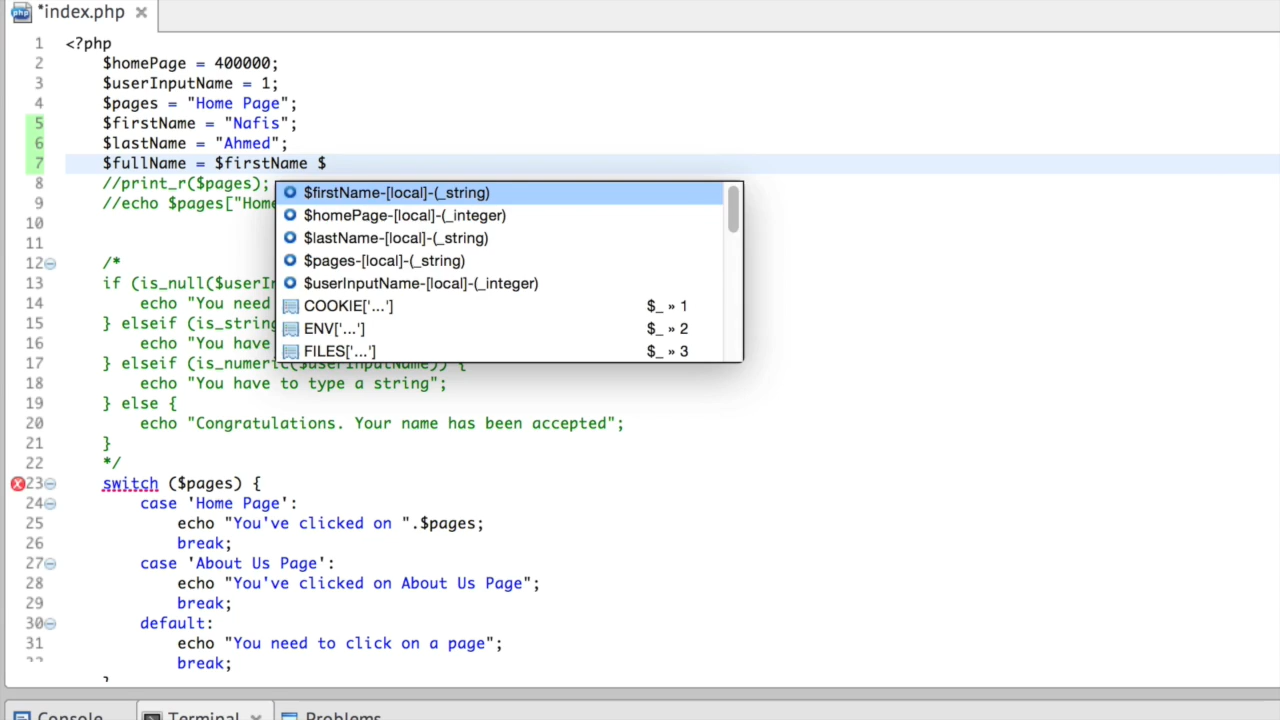 php *index.php
1 <?php
2 $homePage = 400000;
3 $userInputName = 1;
4 $pages = "Home Page";
5 $firstName = "Nafis";
6 $lastName = "Ahmed";
7 $fullName = $firstName $
8 //print_r($pages);
9 //echo $pages["Home
10
11
12 /*
13 if (is_null($userIn
14 echo "You need
15 } elseif (is_string
16 echo "You have
17 } elseif (is_numeric($userInputName)) {
18 echo "You have to type a string";
19 } else {
20 echo "Congratulations. Your name has been accepted";
21 }
22 */
23 switch ($pages) {
24 case 'Home Page':
25 echo "You've clicked on ".$pages;
26 break;
27 case 'About Us Page':
28 echo "You've clicked on About Us Page";
29 break;
30 default:
31 echo "You need to click on a page";
32 break;
}
$firstName-[local]-(_string)
$homePage-[local]-(_integer)
$lastName-[local]-(_string)
$pages-[local]-(_string)
$userInputName-[local]-(_integer)
COOKIE['...'] $_ » 1
ENV['...'] $_ » 2
FILES['...'] $_ » 3
Console Terminal Problems